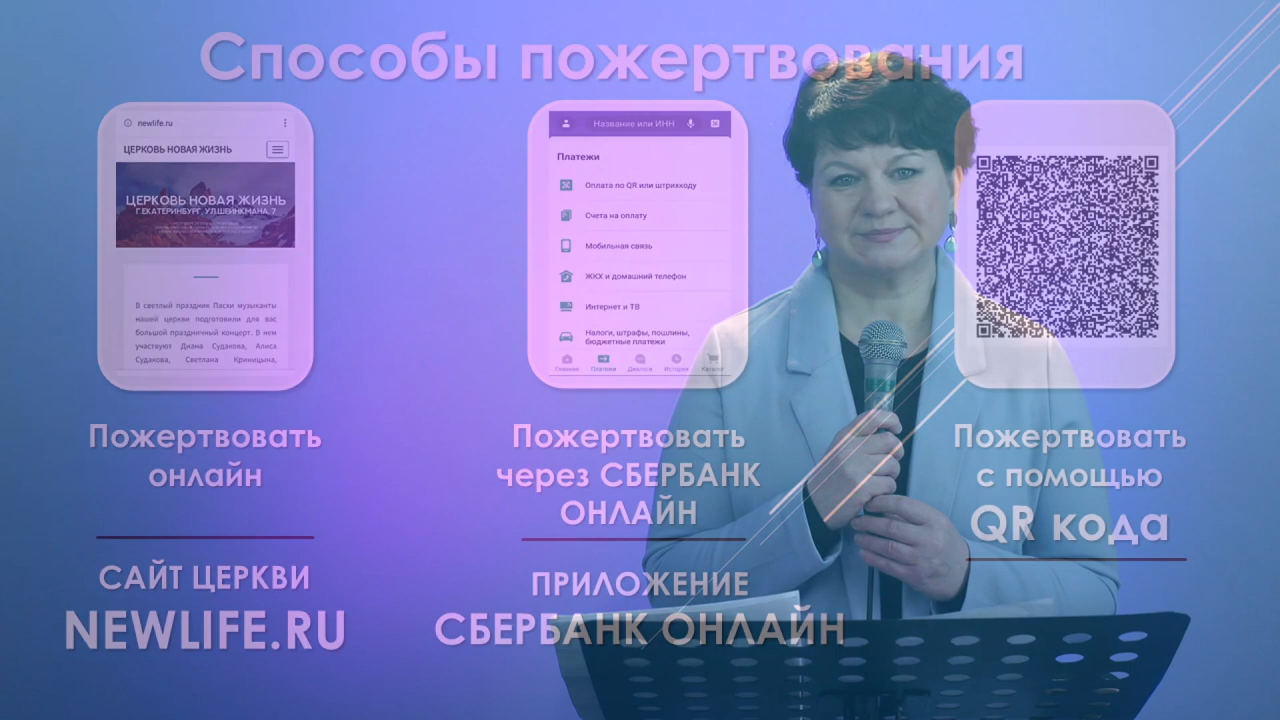 Способы пожертвования
newlife.ru
ЦЕРКОВЬ НОВАЯ ЖИЗНЬ
ЦЕРКОВЬ НОВАЯ ЖИЗНЬ
Г.ЕКАТЕРИНБУРГ, УЛ.ШЕЙНКМАНА, 7
В светлый праздник Пасхи музыканты
нашей церкви подготовили для вас
большой праздничный концерт. В нем
участвуют Диана Судакова, Алиса
Судакова, Светлана Криницына,
Пожертвовать
онлайн
САЙТ ЦЕРКВИ
NEWLIFE.RU
Название или ИНН
Платежи
Оплата по QR или штрихкоду
Счета на оплату
Мобильная связь
ЖКХ и домашний телефон
Интернет и ТВ
Налоги, штрафы, пошлины,
бюджетные платежи
Главная Платежи Диалоги История Каталог
Пожертвовать
через СБЕРБАНК
ОНЛАЙН
ПРИЛОЖЕНИЕ
СБЕРБАНК ОНЛАЙН
Пожертвовать
с помощью
QR кода